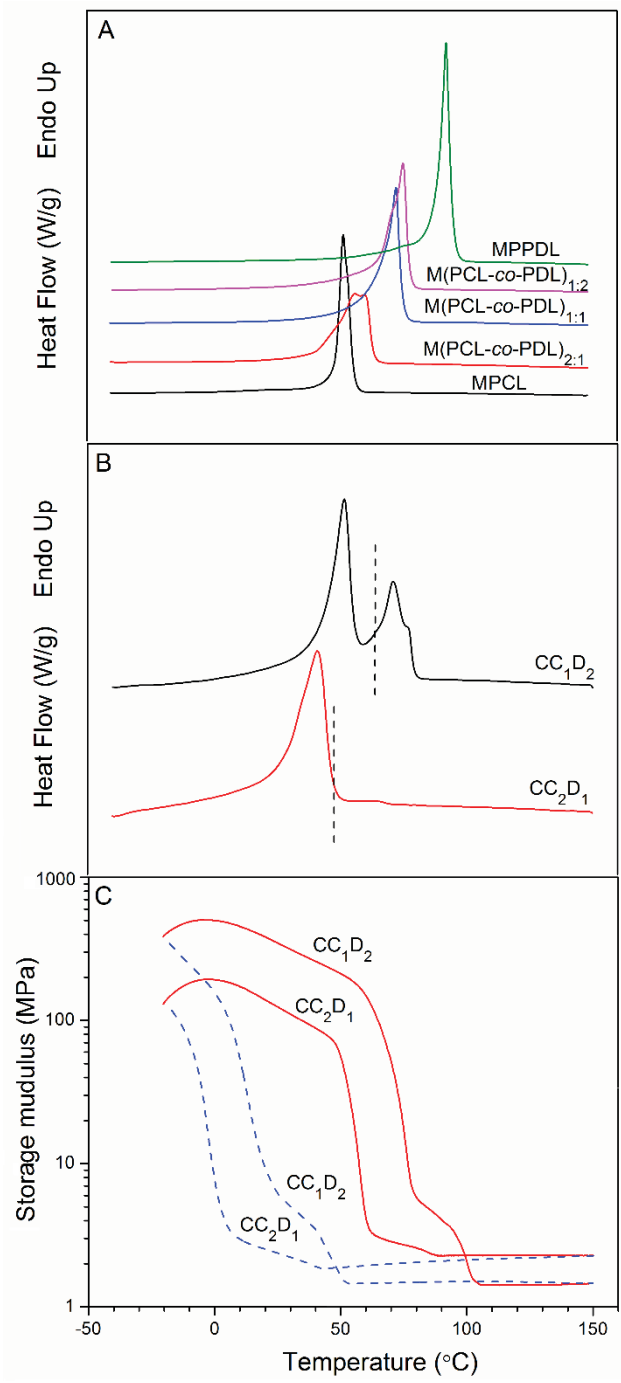 A
Heat Flow (W/g)   Endo Up
MPPDL
M(PCL-co-PDL)1:2
M(PCL-co-PDL)1:1
M(PCL-co-PDL)2:1
MPCL
B
Heat Flow (W/g)   Endo Up
CC1D2
CC2D1
C
Storage mudulus (MPa)
1000
100
10
1
CC1D2
CC2D1
CC1D2
CC2D1
-50 0 50 100 150
Temperature (°C)